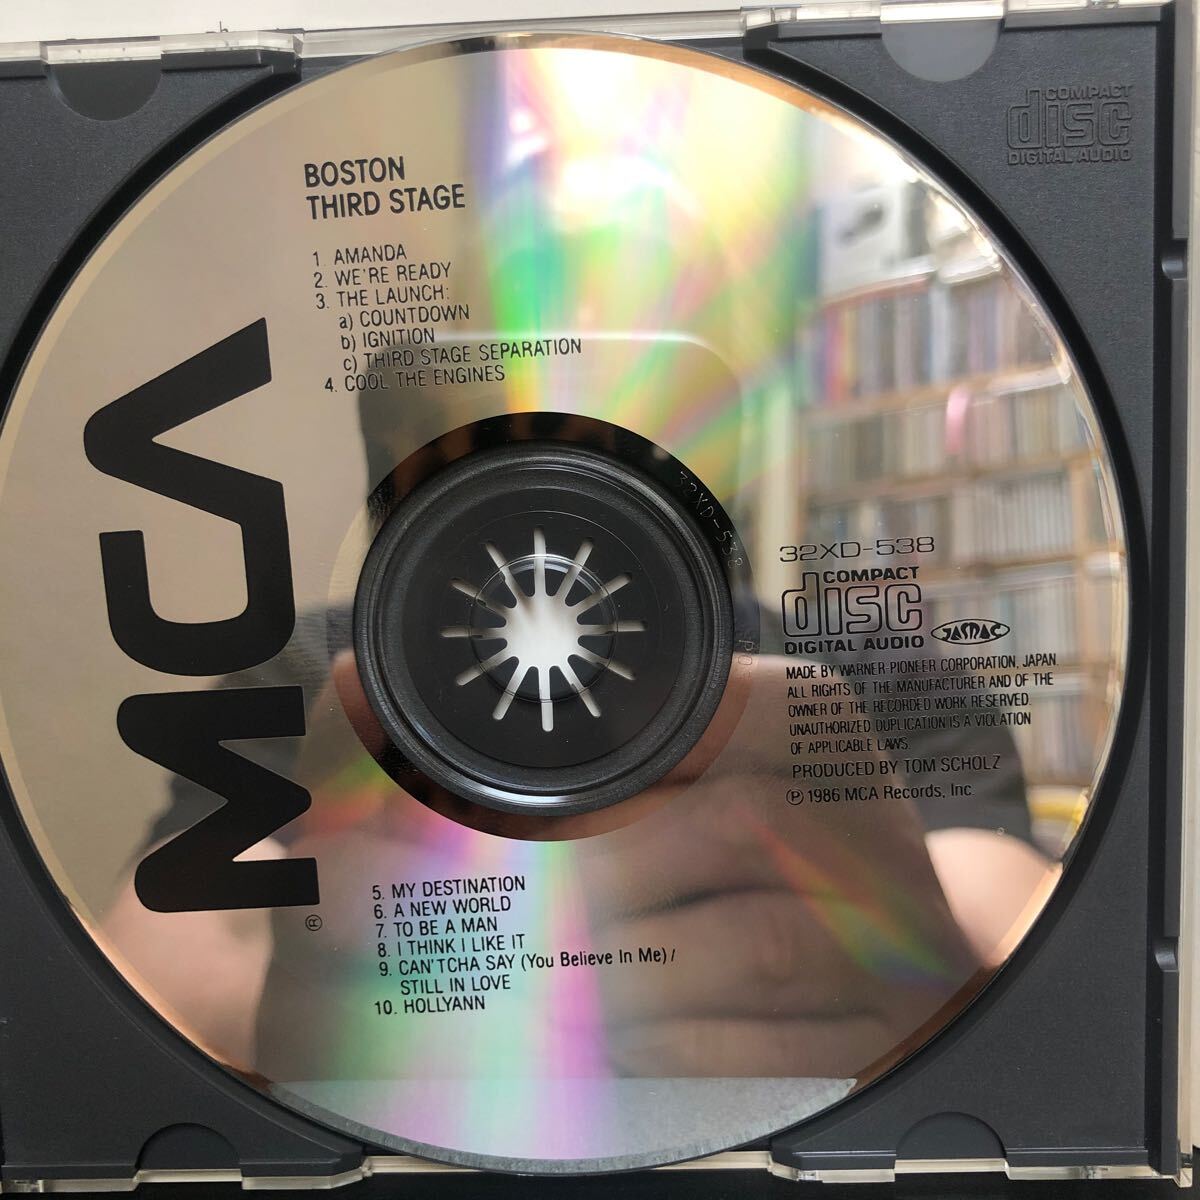 BOSTON
THIRD STAGE
1. AMANDA
2. WE'RE READY
3. THE LAUNCH:
a) COUNTDOWN
b) IGNITION
c) THIRD STAGE SEPARATION
4. COOL THE ENGINES
MCA
®
5. MY DESTINATION
6. A NEW WORLD
7. TO BE A MAN
8. I THINK I LIKE IT
9. CAN'TCHA SAY (You Believe In Me) /
STILL IN LOVE
10. HOLLYANN
32XD-538
32XD-538
COMPACT
disc
DIGITAL AUDIO
JASRAC
MADE BY WARNER-PIONEER CORPORATION, JAPAN.
ALL RIGHTS OF THE MANUFACTURER AND OF THE
OWNER OF THE RECORDED WORK RESERVED.
UNAUTHORIZED DUPLICATION IS A VIOLATION
OF APPLICABLE LAWS.
PRODUCED BY TOM SCHOLZ
℗ 1986 MCA Records, Inc.
COMPACT
disc
DIGITAL AUDIO